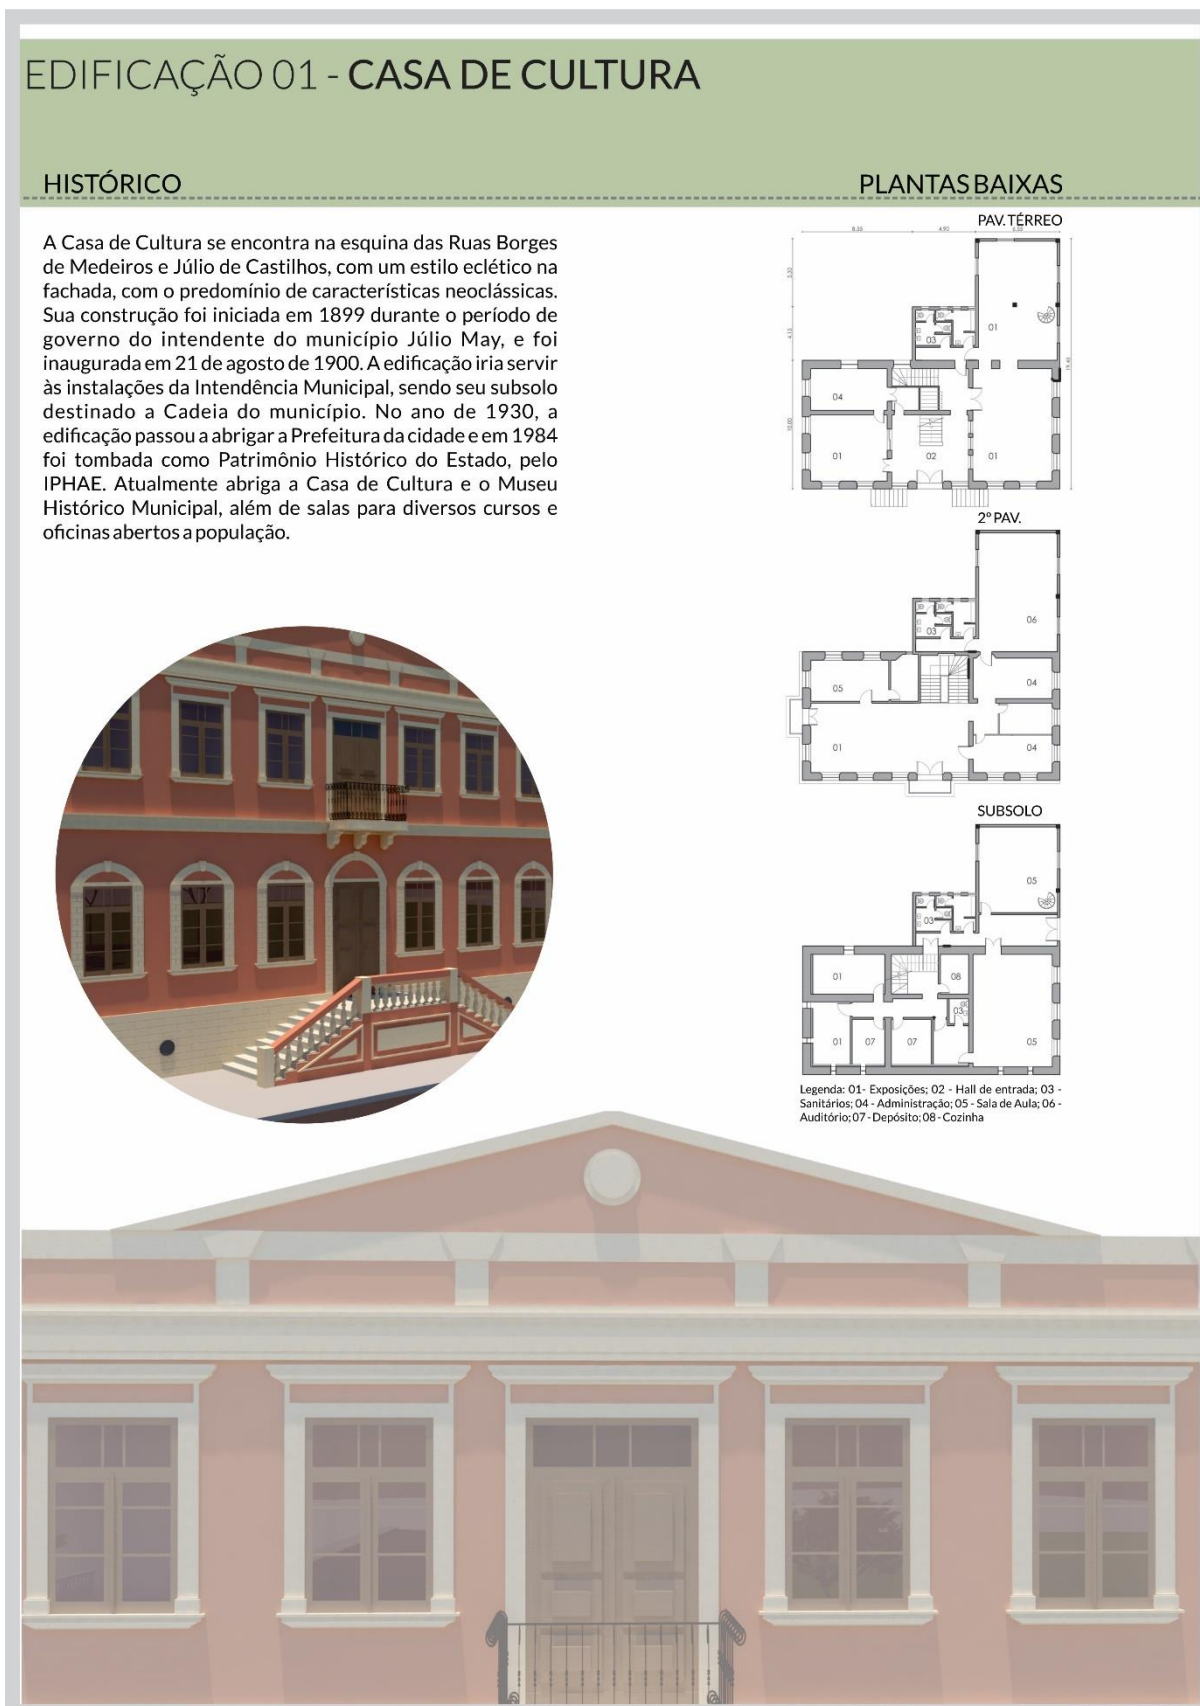 EDIFICAÇÃO 01 - CASA DE CULTURA
HISTÓRICO
A Casa de Cultura se encontra na esquina das Ruas Borges
de Medeiros e Júlio de Castilhos, com um estilo eclético na
fachada, com o predomínio de características neoclássicas.
Sua construção foi iniciada em 1899 durante o período de
governo do intendente do município Júlio May, e foi
inaugurada em 21 de agosto de 1900. A edificação iria servir
às instalações da Intendência Municipal, sendo seu subsolo
destinado a Cadeia do município. No ano de 1930, a
edificação passou a abrigar a Prefeitura da cidade e em 1984
foi tombada como Patrimônio Histórico do Estado, pelo
IPHAE. Atualmente abriga a Casa de Cultura e o Museu
Histórico Municipal, além de salas para diversos cursos e
oficinas abertos a população.
PLANTAS BAIXAS
PAV. TÉRREO
4.90
10.00
01
03
04
01
02
01
2º PAV.
03
06
05
04
01
04
SUBSOLO
05
03
01
08
03
01
07
07
05
Legenda: 01- Exposições; 02 - Hall de entrada; 03 -
Sanitários; 04 - Administração; 05 - Sala de Aula; 06 -
Auditório; 07 - Depósito; 08 - Cozinha